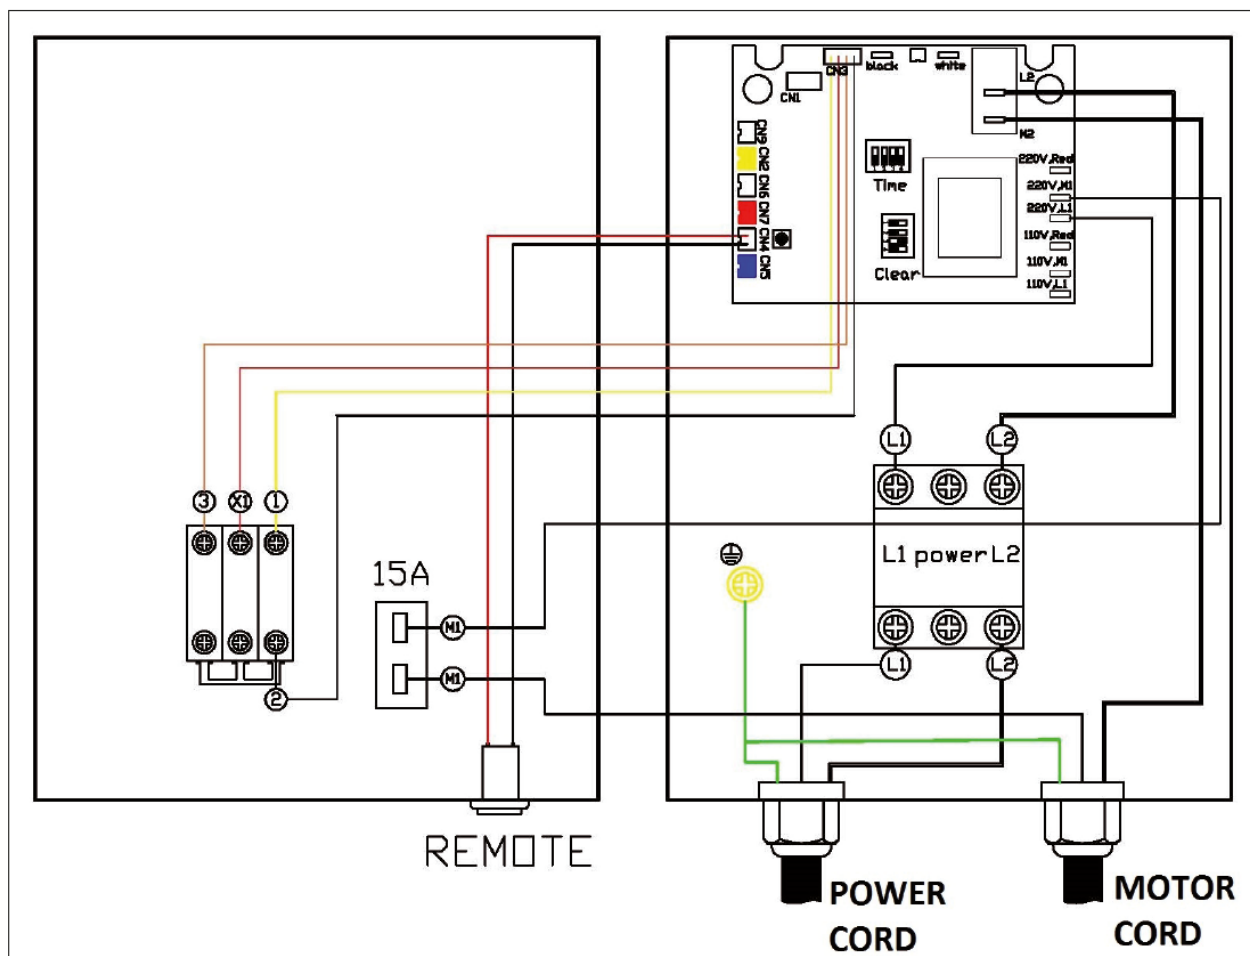 CN3
black
white
L2
CN1
M2
CN9
CN2
CN6
CN7
CN4
CN5
Time
Clear
220V,Red
220V,M1
220V,L1
110V,Red
110V,M1
110V,L1
L1
L2
3
X1
1
L1 power L2
15A
M1
M1
L1
L2
2
REMOTE
POWER
CORD
MOTOR
CORD